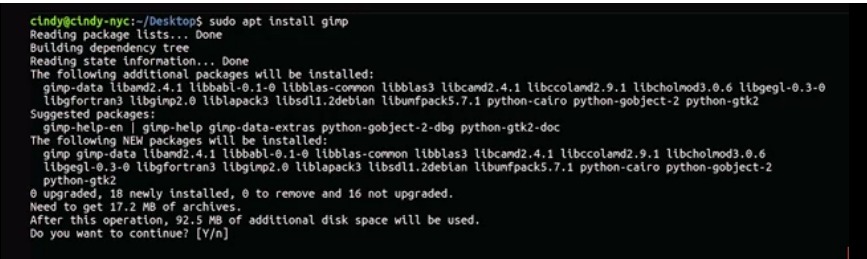 cindy@cindy-nyc:~/Desktop$ sudo apt install gimp
Reading package lists... Done
Building dependency tree
Reading state information... Done
The following additional packages will be installed:
  gimp-data libamd2.4.1 libbabl-0.1-0 libblas-common libblas3 libcamd2.4.1 libccolamd2.9.1 libcholmod3.0.6 libgegl-0.3-0
  libgfortran3 libgimp2.0 liblapack3 libsdl1.2debian libumfpack5.7.1 python-cairo python-gobject-2 python-gtk2
Suggested packages:
  gimp-help-en | gimp-help gimp-data-extras python-gobject-2-dbg python-gtk2-doc
The following NEW packages will be installed:
  gimp gimp-data libamd2.4.1 libbabl-0.1-0 libblas-common libblas3 libcamd2.4.1 libccolamd2.9.1 libcholmod3.0.6
  libgegl-0.3-0 libgfortran3 libgimp2.0 liblapack3 libsdl1.2debian libumfpack5.7.1 python-cairo python-gobject-2
  python-gtk2
0 upgraded, 18 newly installed, 0 to remove and 16 not upgraded.
Need to get 17.2 MB of archives.
After this operation, 92.5 MB of additional disk space will be used.
Do you want to continue? [Y/n]